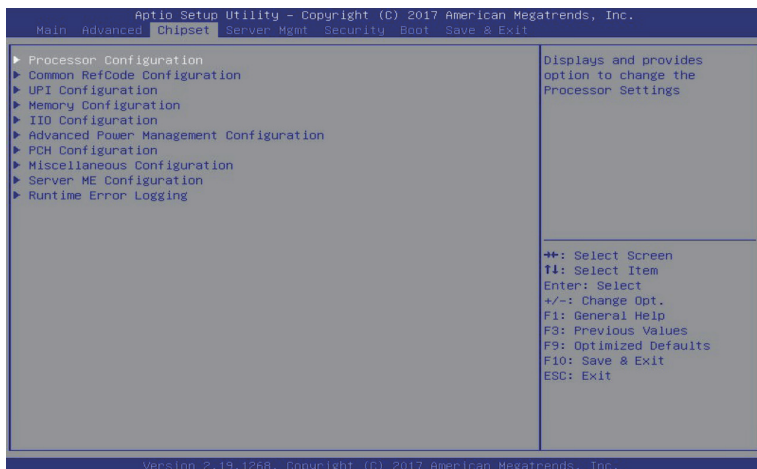 Aptio Setup Utility – Copyright (C) 2017 American Megatrends, Inc.
Main Advanced Chipset Server Mgmt Security Boot Save & Exit
▶ Processor Configuration
▶ Common RefCode Configuration
▶ UPI Configuration
▶ Memory Configuration
▶ IIO Configuration
▶ Advanced Power Management Configuration
▶ PCH Configuration
▶ Miscellaneous Configuration
▶ Server ME Configuration
▶ Runtime Error Logging
Displays and provides
option to change the
Processor Settings
→←: Select Screen
↑↓: Select Item
Enter: Select
+/-: Change Opt.
F1: General Help
F3: Previous Values
F9: Optimized Defaults
F10: Save & Exit
ESC: Exit
Version 2.19.1268. Copyright (C) 2017 American Megatrends, Inc.